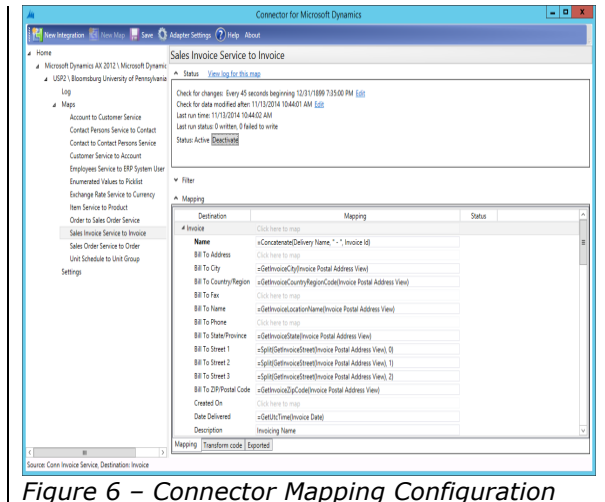 Connector for Microsoft Dynamics
New Integration New Map Save Adapter Settings Help About
Home
Microsoft Dynamics AX 2012 \ Microsoft Dynamic
USP2 \ Bloomsburg University of Pennsylvania
Log
Maps
Account to Customer Service
Contact Persons Service to Contact
Contact to Contact Persons Service
Customer Service to Account
Employees Service to ERP System User
Enumerated Values to Picklist
Exchange Rate Service to Currency
Item Service to Product
Order to Sales Order Service
Sales Invoice Service to Invoice
Sales Order Service to Order
Unit Schedule to Unit Group
Settings
Sales Invoice Service to Invoice
Status View log for this map
Check for changes: Every 45 seconds beginning 12/31/1899 7:35:00 PM Edit
Check for data modified after: 11/13/2014 10:44:01 AM Edit
Last run time: 11/13/2014 10:44:02 AM
Last run status: 0 written, 0 failed to write
Status: Active Deactivate
Filter
Mapping
Destination Mapping Status
Invoice Click here to map
Name =Concatenate(Delivery Name, " - ", Invoice Id)
Bill To Address Click here to map
Bill To City =GetInvoiceCity(Invoice Postal Address View)
Bill To Country/Region =GetInvoiceCountryRegionCode(Invoice Postal Address View)
Bill To Fax Click here to map
Bill To Name =GetInvoiceLocationName(Invoice Postal Address View)
Bill To Phone Click here to map
Bill To State/Province =GetInvoiceState(Invoice Postal Address View)
Bill To Street 1 =Split(GetInvoiceStreet(Invoice Postal Address View), 0)
Bill To Street 2 =Split(GetInvoiceStreet(Invoice Postal Address View), 1)
Bill To Street 3 =Split(GetInvoiceStreet(Invoice Postal Address View), 2)
Bill To ZIP/Postal Code =GetInvoiceZipCode(Invoice Postal Address View)
Created On Click here to map
Date Delivered =GetUtcTime(Invoice Date)
Description Invoicing Name
Mapping Transform code Exported
Source: Conn Invoice Service, Destination: Invoice
Figure 6 – Connector Mapping Configuration